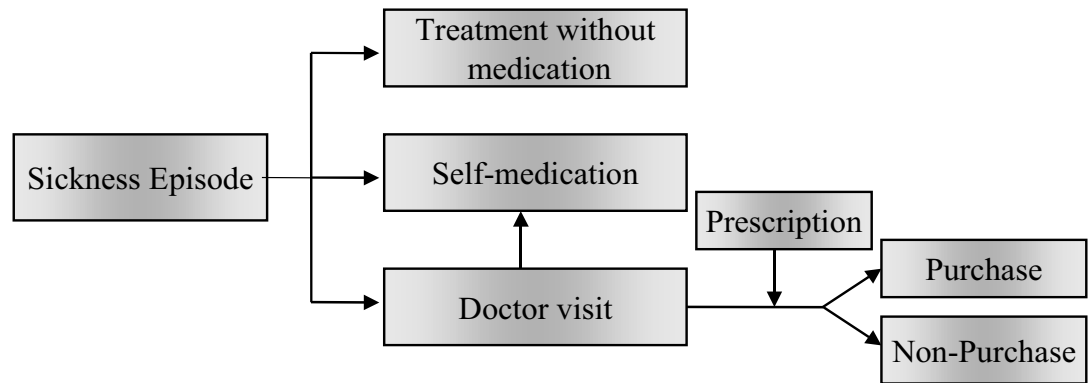 Treatment without
medication
Sickness Episode
Self-medication
Prescription
Doctor visit
Purchase
Non-Purchase